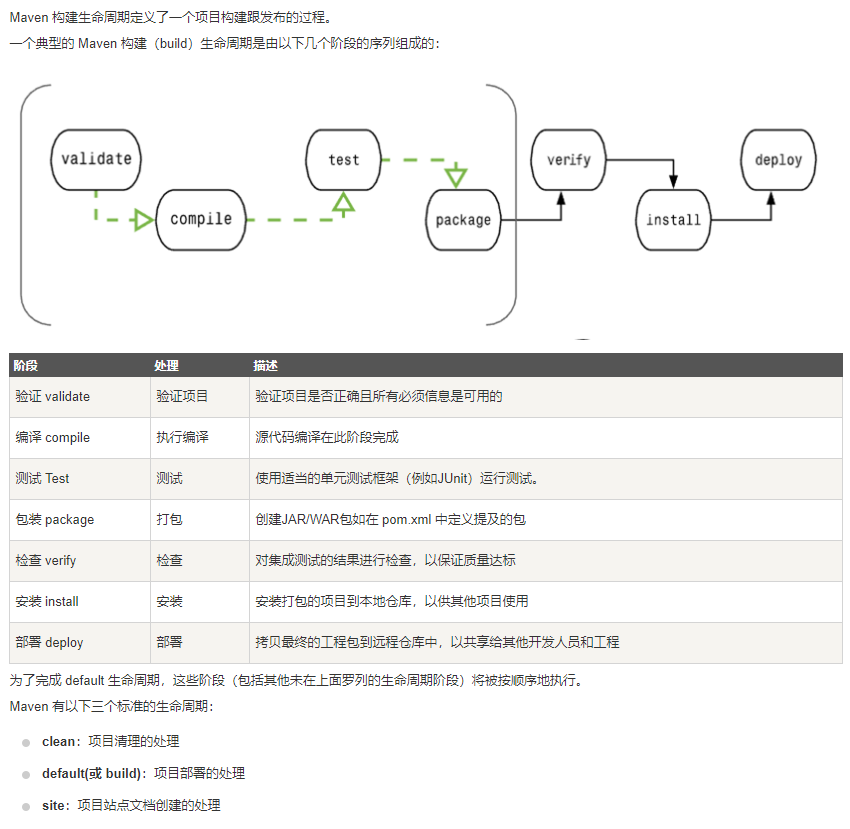 Maven 构建生命周期定义了一个项目构建跟发布的过程。
一个典型的 Maven 构建（build）生命周期是由以下几个阶段的序列组成的：
validate
compile
test
package
verify
install
deploy
阶段 处理 描述
验证 validate 验证项目 验证项目是否正确且所有必须信息是可用的
编译 compile 执行编译 源代码编译在此阶段完成
测试 Test 测试 使用适当的单元测试框架（例如JUnit）运行测试。
包装 package 打包 创建JAR/WAR包如在 pom.xml 中定义提及的包
检查 verify 检查 对集成测试的结果进行检查，以保证质量达标
安装 install 安装 安装打包的项目到本地仓库，以供其他项目使用
部署 deploy 部署 拷贝最终的工程包到远程仓库中，以共享给其他开发人员和工程
为了完成 default 生命周期，这些阶段（包括其他未在上面罗列的生命周期阶段）将被按顺序地执行。
Maven 有以下三个标准的生命周期：
clean：项目清理的处理
default(或 build)：项目部署的处理
site：项目站点文档创建的处理